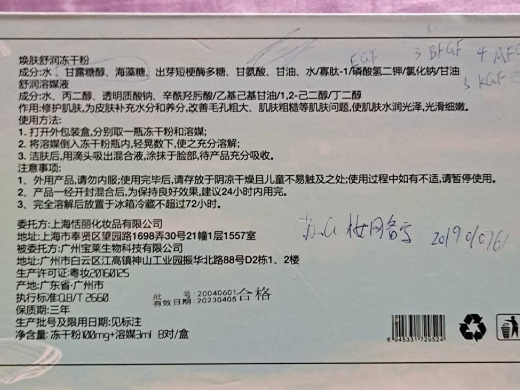 焕肤舒润冻干粉
成分:水、甘露糖醇、海藻糖、出芽短梗酶多糖、甘氨酸、甘油、水/寡肽-1/磷酸氢二钾/氯化钠/甘油
舒润溶媒液
成分:水、丙二醇、透明质酸钠、辛酰羟肟酸/乙基己基甘油/1,2-己二醇/丁二醇
作用:修护肌肤,为皮肤补充水分和养分,改善毛孔粗大、肌肤粗糙等肌肤问题,使肌肤水润光泽,光滑细嫩。
使用方法:
1. 打开外包装盒,分别取一瓶冻干粉和溶媒;
2. 将溶媒倒入冻干粉瓶内,轻晃数下,使之充分溶解;
3. 洁肤后,用滴头吸出混合液,涂抹于脸部,待产品充分吸收。
注意事项:
1、外用产品,请勿内服;使用完毕后,请存放于阴凉干燥且儿童不易触及之处;使用过程中如有不适,请暂停使用。
2、产品一经开封混合后,为保持良好效果,建议24小时内用完。
3、完全溶解后放置于冰箱冷藏不超过72小时。
委托方:上海恬丽化妆品有限公司
地址:上海市奉贤区望园路1698弄30号21幢1层1557室
被委托方:广州宝莱生物科技有限公司
地址:广州市白云区江高镇神山工业园振华北路88号D2栋1、2楼
生产许可证:粤妆20160125
产地:广东省·广州市
执行标准:QB/T 2660
保质期:三年
生产批号及限用日期:见标注
净含量:冻干粉100mg+溶媒3ml 8对/盒
批 号: 20040601
有效日期 20230405
合格
EGF
3 BFGF
4 AFG
5 KGF
妆网备字
6945331729524